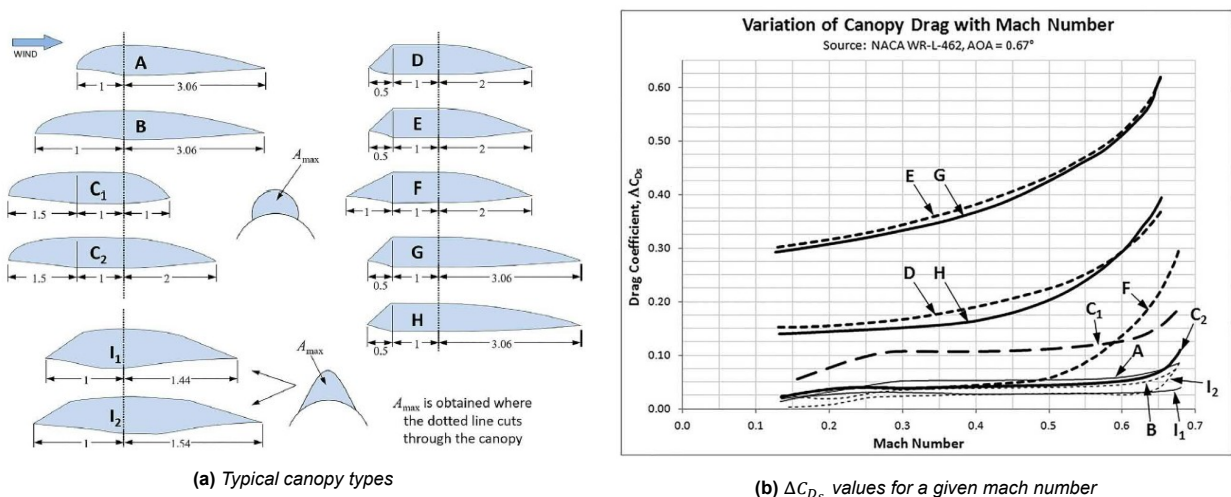 WIND
A
1
3.06
B
1
3.06
C1
1.5
1
1
C2
1.5
1
2
Amax
D
0.5
1
2
E
0.5
1
2
F
1
1
2
G
0.5
1
3.06
H
0.5
1
3.06
I1
1
1.44
I2
1
1.54
Amax
Amax is obtained where
the dotted line cuts
through the canopy
(a) Typical canopy types
Variation of Canopy Drag with Mach Number
Source: NACA WR-L-462, AOA = 0.67°
Drag Coefficient, ΔCDs
0.60
0.50
0.40
0.30
0.20
0.10
0.00
E
G
D
H
F
C1
C2
A
I2
B
I1
0.0
0.1
0.2
0.3
0.4
0.5
0.6
0.7
Mach Number
(b) ΔCDs values for a given mach number